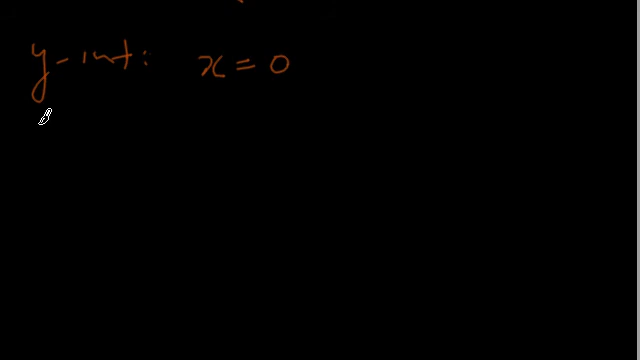 y-int: x = 0